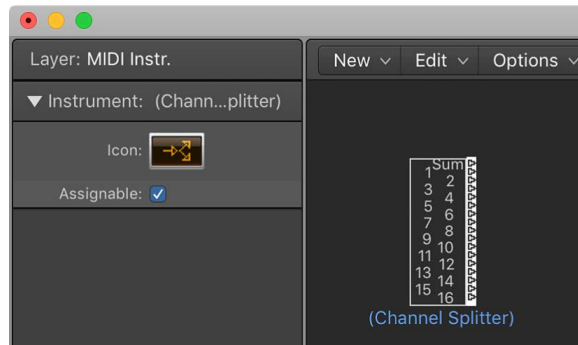 Layer: MIDI Instr.
New Edit Options
Instrument: (Chann...plitter)
Icon:
Assignable:
Sum
1
2
3
4
5
6
7
8
9
10
11
12
13
14
15
16
(Channel Splitter)